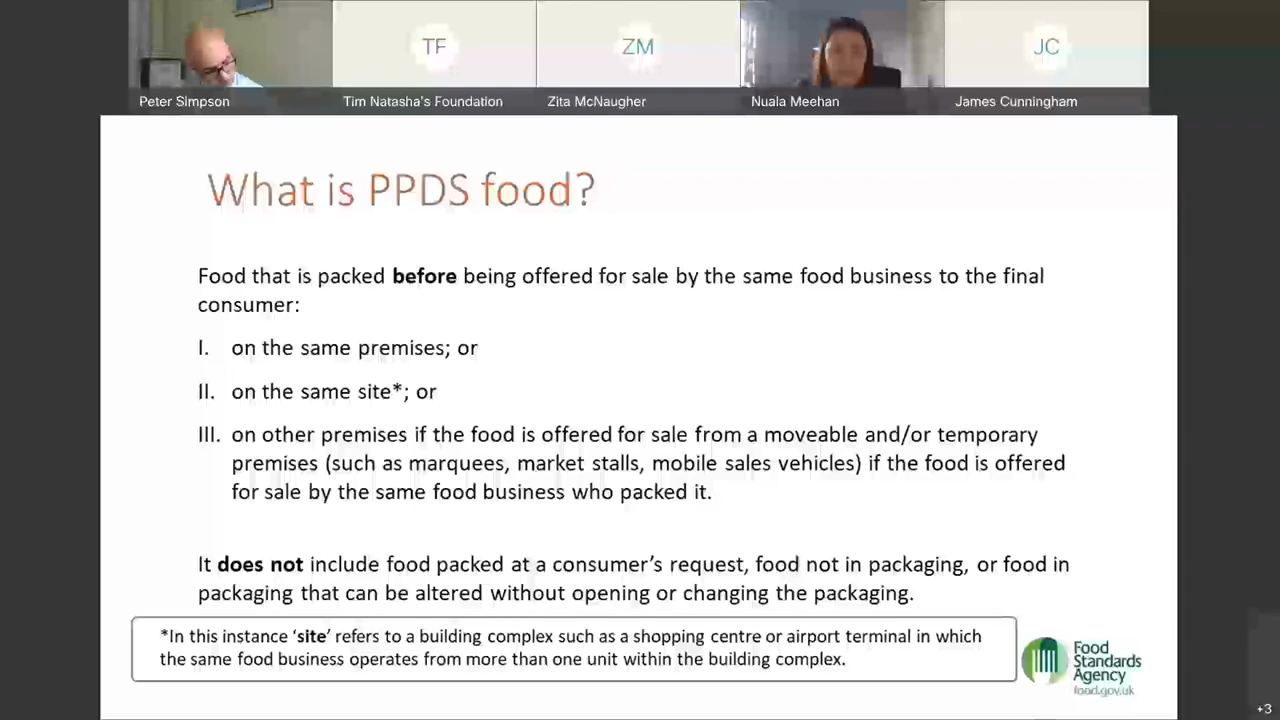 TF
ZM
JC
Peter Simpson
Tim Natasha's Foundation
Zita McNaugher
Nuala Meehan
James Cunningham
What is PPDS food?
Food that is packed before being offered for sale by the same food business to the final
consumer:
I. on the same premises; or
II. on the same site*; or
III. on other premises if the food is offered for sale from a moveable and/or temporary
premises (such as marquees, market stalls, mobile sales vehicles) if the food is offered
for sale by the same food business who packed it.
It does not include food packed at a consumer’s request, food not in packaging, or food in
packaging that can be altered without opening or changing the packaging.
*In this instance ‘site’ refers to a building complex such as a shopping centre or airport terminal in which
the same food business operates from more than one unit within the building complex.
Food
Standards
Agency
food.gov.uk
+3